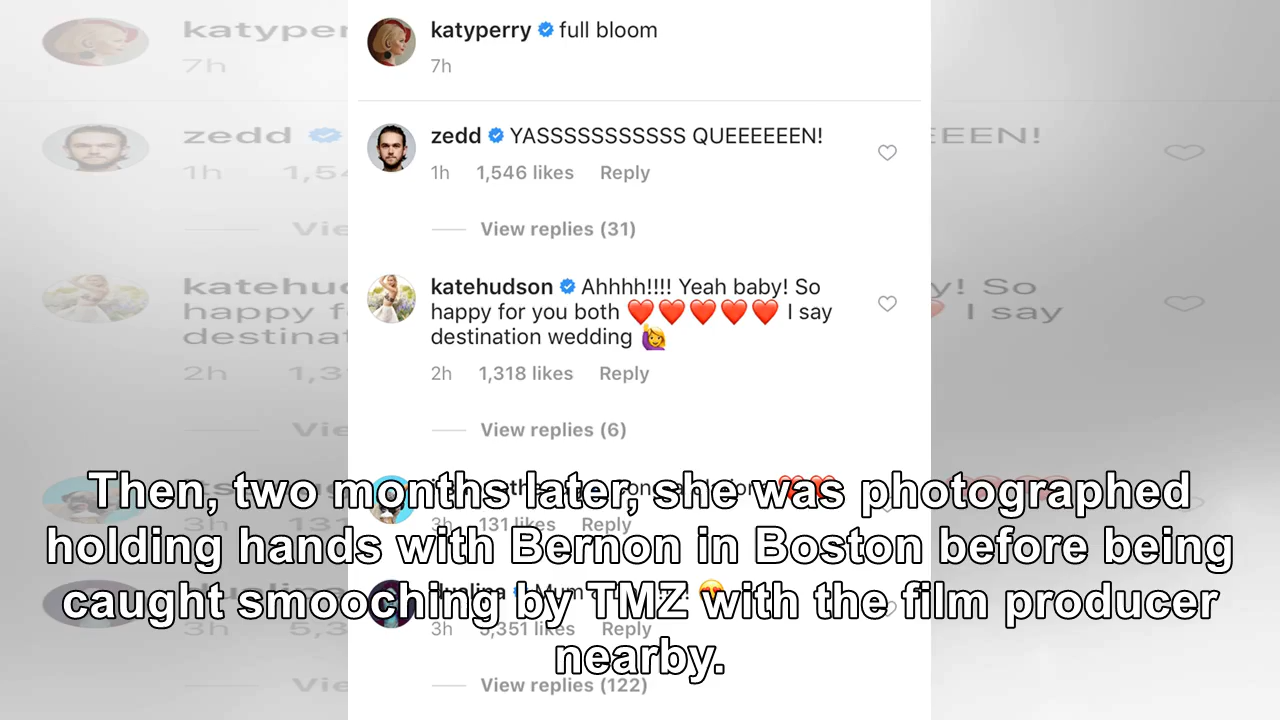 katyperry full bloom
7h
zedd YASSSSSSSSSSS QUEEEEEEN!
1h 1,546 likes Reply
View replies (31)
katehudson Ahhhh!!!! Yeah baby! So
happy for you both ❤️❤️❤️❤️❤️ I say
destination wedding 🙋‍♀️
2h 1,318 likes Reply
View replies (6)
3h 131 likes Reply
3h 5,351 likes Reply
View replies (122)
Then, two months later, she was photographed
holding hands with Bernon in Boston before being
caught smooching by TMZ with the film producer
nearby.